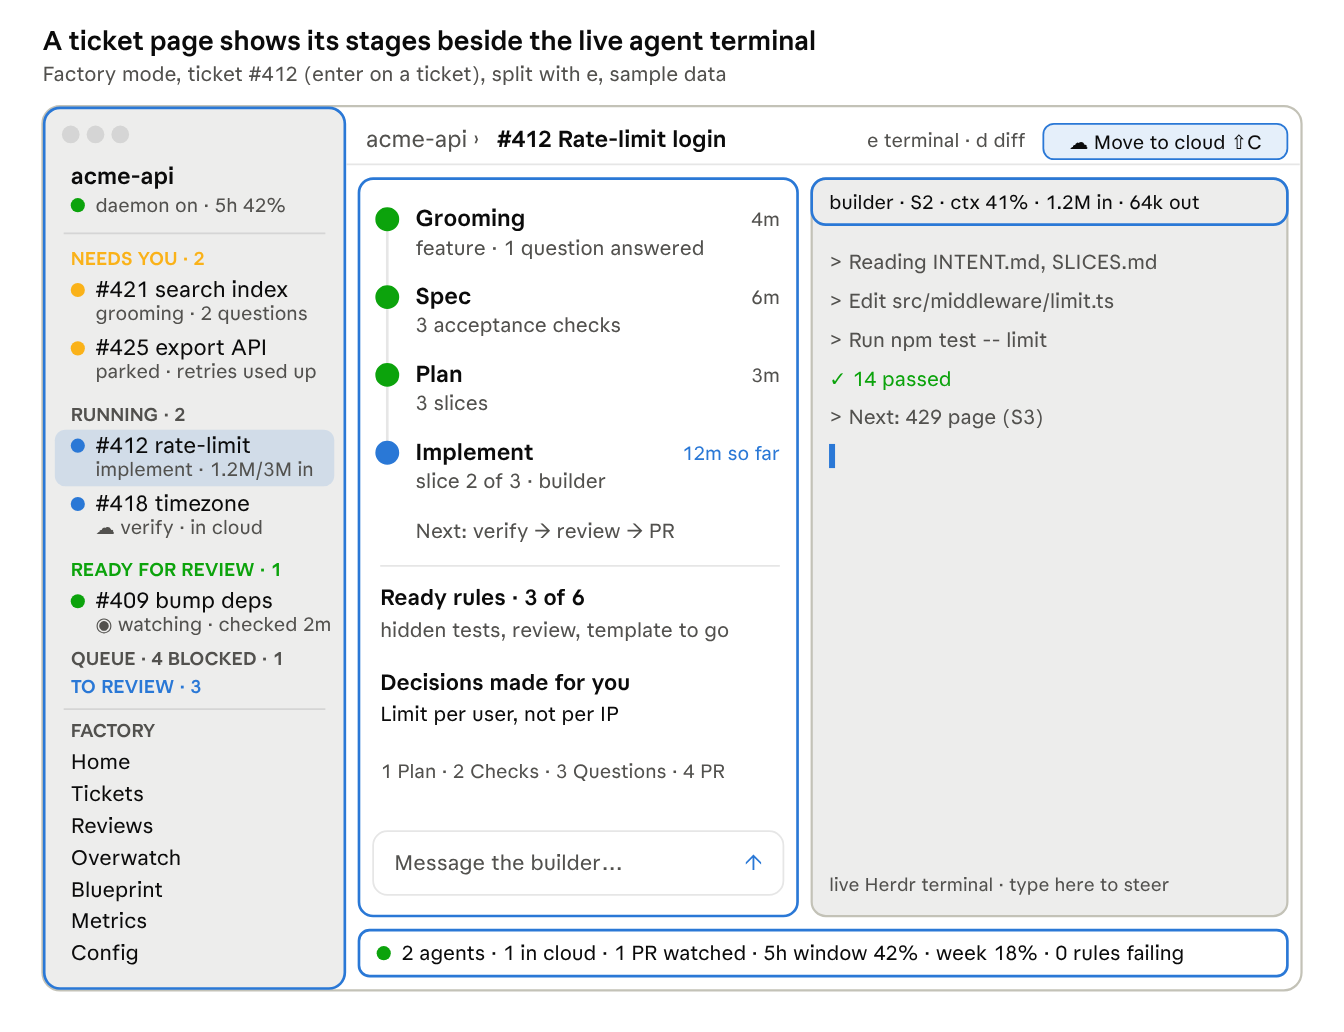 A ticket page shows its stages beside the live agent terminal
Factory mode, ticket #412 (enter on a ticket), split with e, sample data
acme-api
daemon on · 5h 42%
NEEDS YOU · 2
#421 search index
grooming · 2 questions
#425 export API
parked · retries used up
RUNNING · 2
#412 rate-limit
implement · 1.2M/3M in
#418 timezone
☁ verify · in cloud
READY FOR REVIEW · 1
#409 bump deps
◉ watching · checked 2m
QUEUE · 4 BLOCKED · 1
TO REVIEW · 3
FACTORY
Home
Tickets
Reviews
Overwatch
Blueprint
Metrics
Config
acme-api › #412 Rate-limit login
e terminal · d diff
☁ Move to cloud ⇧C
Grooming 4m
feature · 1 question answered
Spec 6m
3 acceptance checks
Plan 3m
3 slices
Implement 12m so far
slice 2 of 3 · builder
Next: verify → review → PR
Ready rules · 3 of 6
hidden tests, review, template to go
Decisions made for you
Limit per user, not per IP
1 Plan · 2 Checks · 3 Questions · 4 PR
Message the builder... ↑
builder · S2 · ctx 41% · 1.2M in · 64k out
> Reading INTENT.md, SLICES.md
> Edit src/middleware/limit.ts
> Run npm test -- limit
✓ 14 passed
> Next: 429 page (S3)
live Herdr terminal · type here to steer
2 agents · 1 in cloud · 1 PR watched · 5h window 42% · week 18% · 0 rules failing